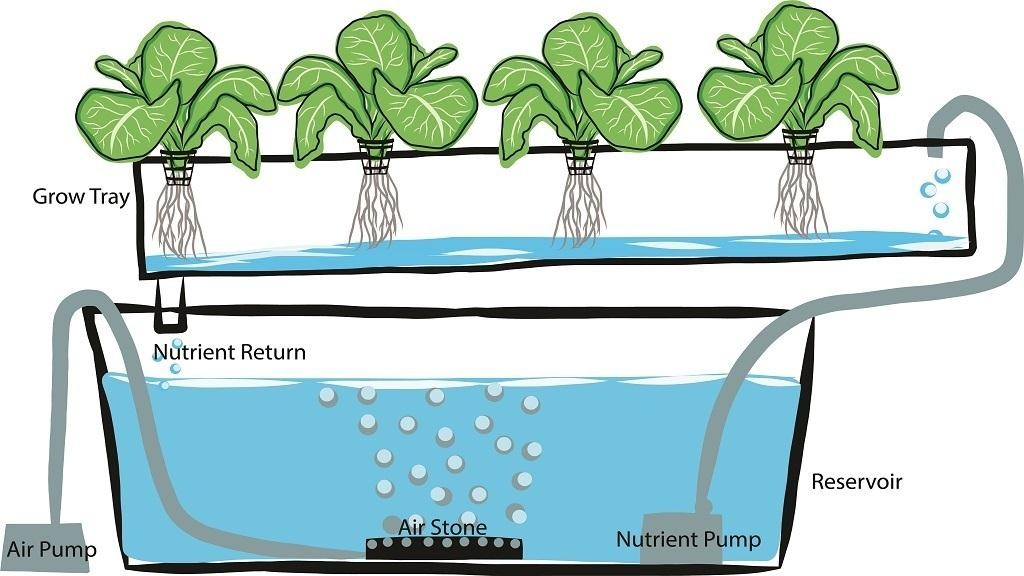 Grow Tray
Nutrient Return
Reservoir
Air Stone
Nutrient Pump
Air Pump